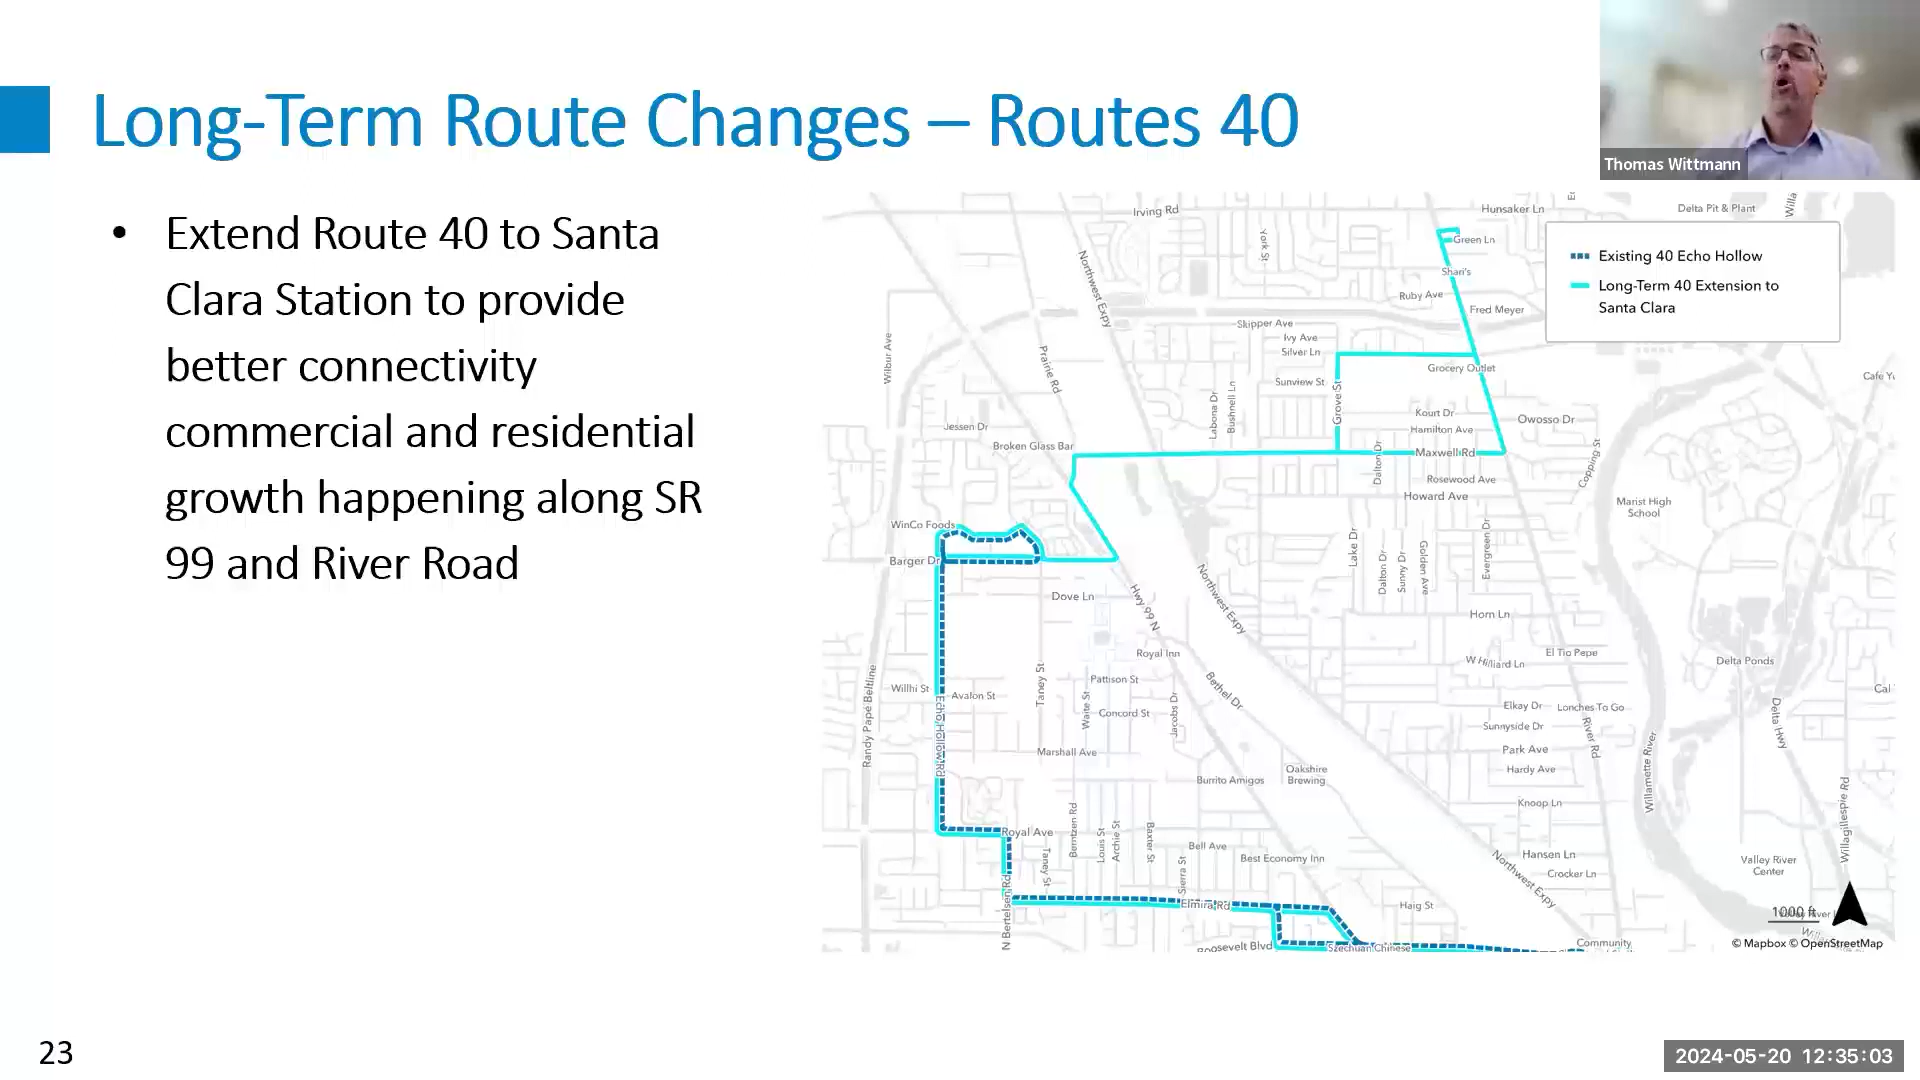 Long-Term Route Changes – Routes 40
Thomas Wittmann
• Extend Route 40 to Santa
Clara Station to provide
better connectivity
commercial and residential
growth happening along SR
99 and River Road
Existing 40 Echo Hollow
Long-Term 40 Extension to
Santa Clara
Irving Rd
Hunsaker Ln
Delta Pit & Plant
York St
Green Ln
Northwest Expy
Shari's
Ruby Ave
Fred Meyer
Skipper Ave
Ivy Ave
Silver Ln
Wilbur Ave
Prairie Rd
Grocery Outlet
Sunview St
Labona Dr
Bushnell Ln
Grove St
Kourt Dr
Owosso Dr
Jessen Dr
Hamilton Ave
Broken Glass Bar
Maxwell Rd
Dalton Dr
Copping St
Rosewood Ave
Howard Ave
Marist High
School
WinCo Foods
Barger Dr
Lake Dr
Dalton Dr
Sunny Dr
Golden Ave
Evergreen Dr
Dove Ln
Hwy 99 N
Northwest Expy
Horn Ln
Royal Inn
W Hilliard Ln
El Tio Pepe
Delta Ponds
Willhi St
Avalon St
Taney St
Pattison St
Bethel Dr
Waite St
Concord St
Jacobs Dr
Elkay Dr
Lonches To Go
Sunnyside Dr
River Rd
Delta Hwy
Randy Papé Beltline
Echo Hollow Rd
Marshall Ave
Park Ave
Burrito Amigos
Oakshire
Brewing
Hardy Ave
Willamette River
Knoop Ln
Willagillespie Rd
Royal Ave
Berntzen Rd
Louis St
Archie St
Baxter St
Taney St
Bell Ave
Best Economy Inn
Sierra St
Hansen Ln
Crocker Ln
Northwest Expy
Valley River
Center
N Bertelsen Rd
Elmira Rd
Haig St
1000 ft
Roosevelt Blvd
Szechuan Chinese
Community
© Mapbox © OpenStreetMap
23
2024-05-20 12:35:03